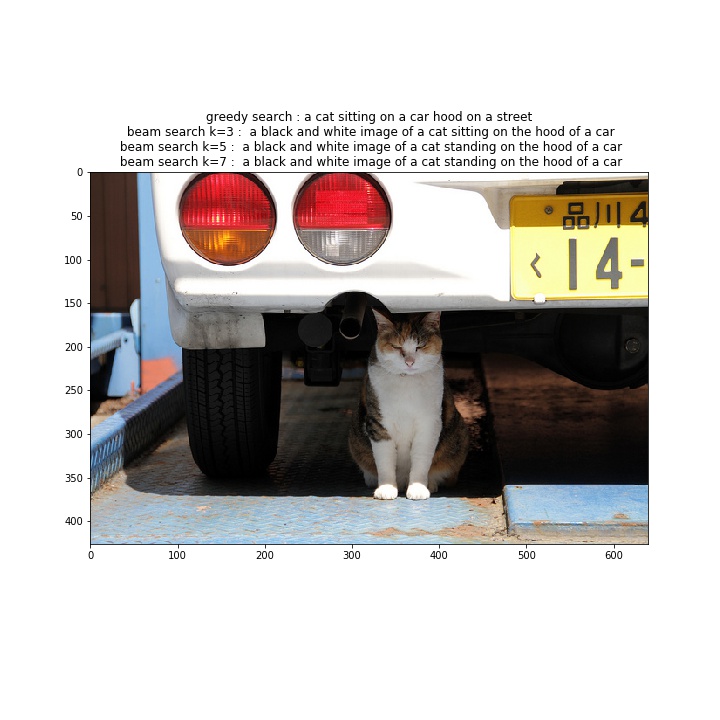 greedy search : a cat sitting on a car hood on a street
beam search k=3 :  a black and white image of a cat sitting on the hood of a car
beam search k=5 :  a black and white image of a cat standing on the hood of a car
beam search k=7 :  a black and white image of a cat standing on the hood of a car
0
50
100
150
200
250
300
350
400
品川 4
く 14-
0 100 200 300 400 500 600